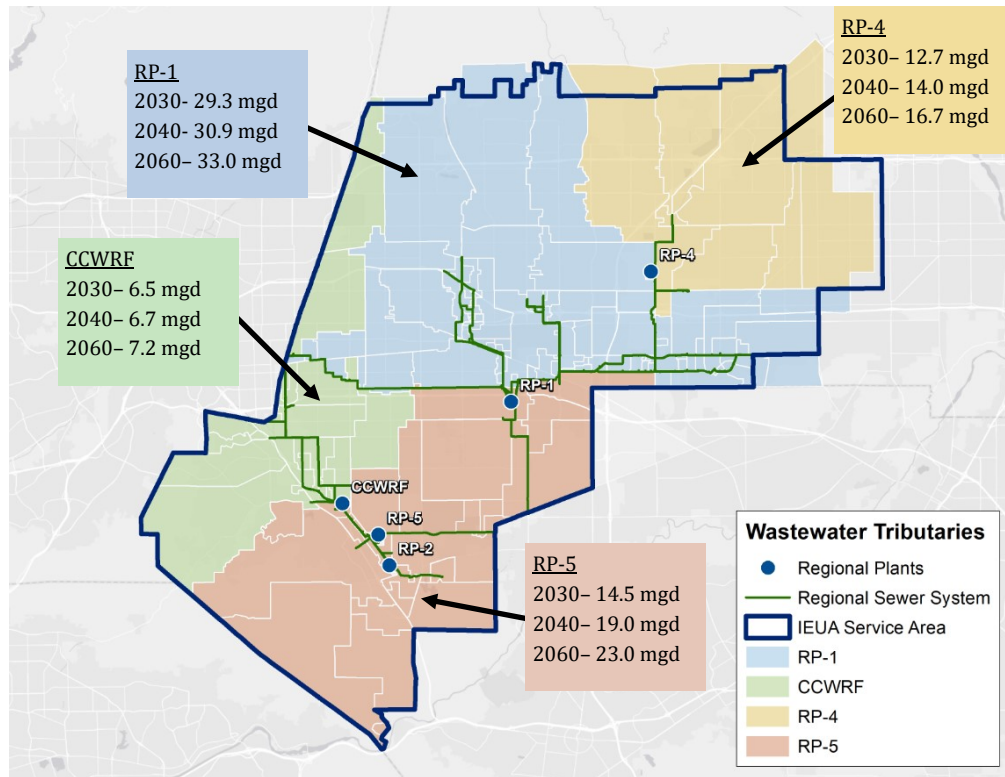 RP-1
2030- 29.3 mgd
2040- 30.9 mgd
2060– 33.0 mgd
RP-4
2030– 12.7 mgd
2040– 14.0 mgd
2060– 16.7 mgd
CCWRF
2030– 6.5 mgd
2040– 6.7 mgd
2060– 7.2 mgd
RP-4
RP-1
CCWRF
RP-5
RP-2
RP-5
2030– 14.5 mgd
2040– 19.0 mgd
2060– 23.0 mgd
Wastewater Tributaries
Regional Plants
Regional Sewer System
IEUA Service Area
RP-1
CCWRF
RP-4
RP-5